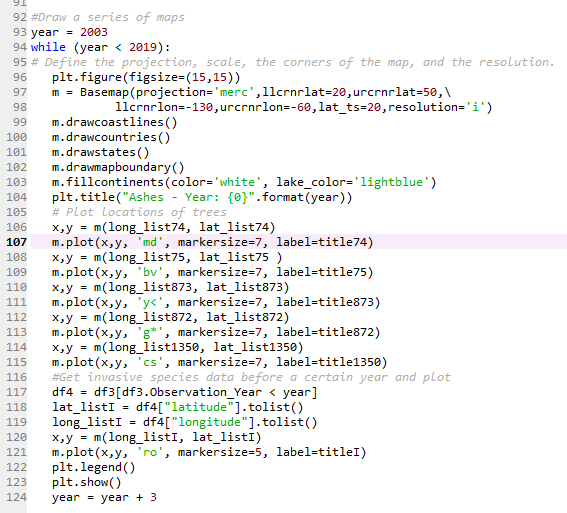 91
92 #Draw a series of maps
93 year = 2003
94 while (year < 2019):
95 # Define the projection, scale, the corners of the map, and the resolution.
96     plt.figure(figsize=(15,15))
97     m = Basemap(projection='merc',llcrnrlat=20,urcrnrlat=50,\
98             llcrnrlon=-130,urcrnrlon=-60,lat_ts=20,resolution='i')
99     m.drawcoastlines()
100     m.drawcountries()
101     m.drawstates()
102     m.drawmapboundary()
103     m.fillcontinents(color='white', lake_color='lightblue')
104     plt.title("Ashes - Year: {0}".format(year))
105     # Plot locations of trees
106     x,y = m(long_list74, lat_list74)
107     m.plot(x,y, 'md', markersize=7, label=title74)
108     x,y = m(long_list75, lat_list75 )
109     m.plot(x,y, 'bv', markersize=7, label=title75)
110     x,y = m(long_list873, lat_list873)
111     m.plot(x,y, 'y<', markersize=7, label=title873)
112     x,y = m(long_list872, lat_list872)
113     m.plot(x,y, 'g*', markersize=7, label=title872)
114     x,y = m(long_list1350, lat_list1350)
115     m.plot(x,y, 'cs', markersize=7, label=title1350)
116     #Get invasive species data before a certain year and plot
117     df4 = df3[df3.Observation_Year < year]
118     lat_listI = df4["latitude"].tolist()
119     long_listI = df4["longitude"].tolist()
120     x,y = m(long_listI, lat_listI)
121     m.plot(x,y, 'ro', markersize=5, label=titleI)
122     plt.legend()
123     plt.show()
124     year = year + 3